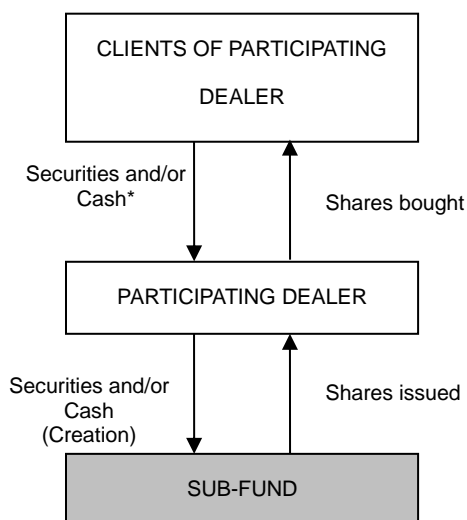 CLIENTS OF PARTICIPATING
DEALER
Securities and/or
Cash*
Shares bought
PARTICIPATING DEALER
Securities and/or
Cash
(Creation)
Shares issued
SUB-FUND